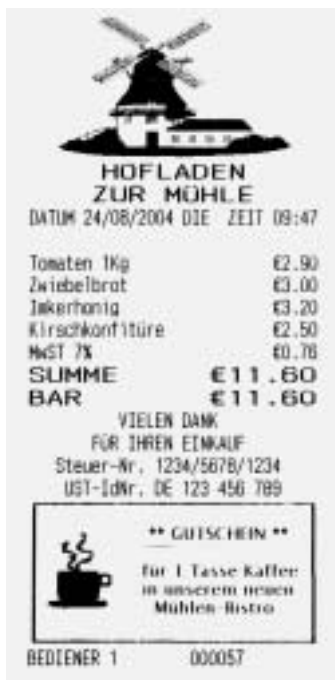 HOFLADEN
ZUR MÜHLE
DATUM 24/08/2004 DIE ZEIT 09:47
Tomaten 1Kg €2.90
Zwiebelbrot €3.00
Imkerhonig €3.20
Kirschkonfitüre €2.50
MwST 7% €0.76
SUMME €11.60
BAR €11.60
VIELEN DANK
FÜR IHREN EINKAUF
Steuer-Nr. 1234/5678/1234
UST-IdNr. DE 123 456 789
** GUTSCHEIN **
für 1 Tasse Kaffee
in unserem neuen
Mühlen-Bistro
BEDIENER 1 000057